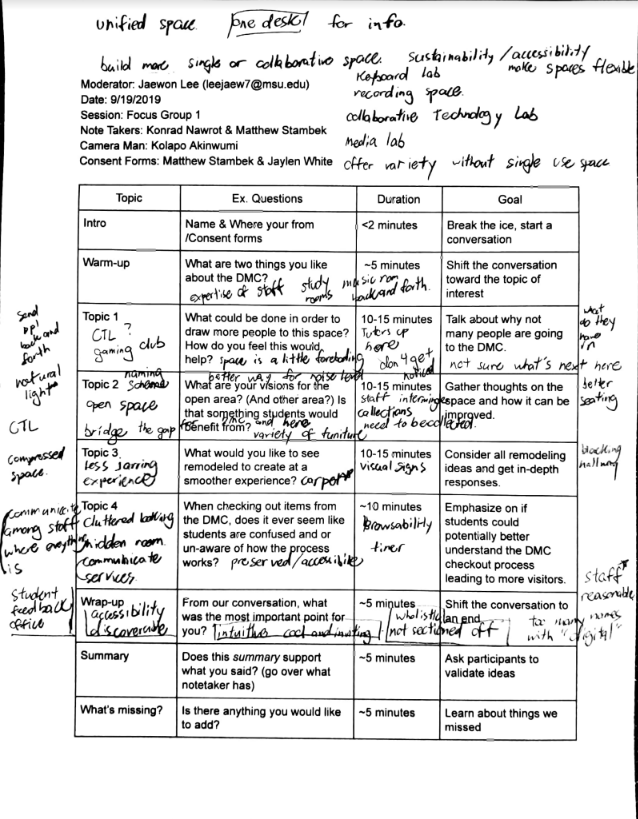 unified space. one desk for info.
build more single or collaborative space. sustainability / accessibility
make spaces flexible
Keyboard lab
recording space.
collaborative Technology Lab
media lab
offer variety without single use space
Moderator: Jaewon Lee (leejaew7@msu.edu)
Date: 9/19/2019
Session: Focus Group 1
Note Takers: Konrad Nawrot & Matthew Stambek
Camera Man: Kolapo Akinwumi
Consent Forms: Matthew Stambek & Jaylen White
Topic Ex. Questions Duration Goal
Intro
Name & Where your from
/Consent forms
<2 minutes
Break the ice, start a
conversation
Warm-up
What are two things you like
about the DMC?
expertise of staff study
rooms
~5 minutes
music room
back and forth.
Shift the conversation
toward the topic of
interest
send
ppl
back and
forth
natural
light
CTL
compressed
space.
Topic 1
CTL ?
gaming club
What could be done in order to
draw more people to this space?
How do you feel this would
help? space is a little foreboding
better way for noise level
10-15 minutes
Tutors up
here
don't get
noticed
Talk about why not
many people are going
to the DMC.
not sure what's next here
what
do they
have
in
naming
Topic 2 scheme
open space
bridge the gap for DMC and here
What are your visions for the
open area? (And other area?) Is
that something students would
benefit from?
variety of furniture
10-15 minutes
staff intermingle
collections
need to be collected.
Gather thoughts on the
space and how it can be
improved.
better
seating
Topic 3
less jarring
experience
What would you like to see
remodeled to create at a
smoother experience? carpet
10-15 minutes
visual signs
Consider all remodeling
ideas and get in-depth
responses.
blocking
hallway
communicate
among staff
where everything
is
Topic 4
cluttered looking
hidden room
communicate
services.
When checking out items from
the DMC, does it ever seem like
students are confused or
un-aware of how the process
works? preserved / accessible
~10 minutes
Browsability
Emphasize on if
students could
potentially better
understand the DMC
checkout process
leading to more visitors.
staff
reasonable
Student
feedback
office
Wrap-up
accessibility
discoverable
From our conversation, what
was the most important point for
you? intuitive cool and inviting
~5 minutes
wholistic
not sectioned off
Shift the conversation to
an end.
too many names
with "digital"
Summary
Does this summary support
what you said? (go over what
notetaker has)
~5 minutes
Ask participants to
validate ideas
What's missing?
Is there anything you would like
to add?
~5 minutes
Learn about things we
missed